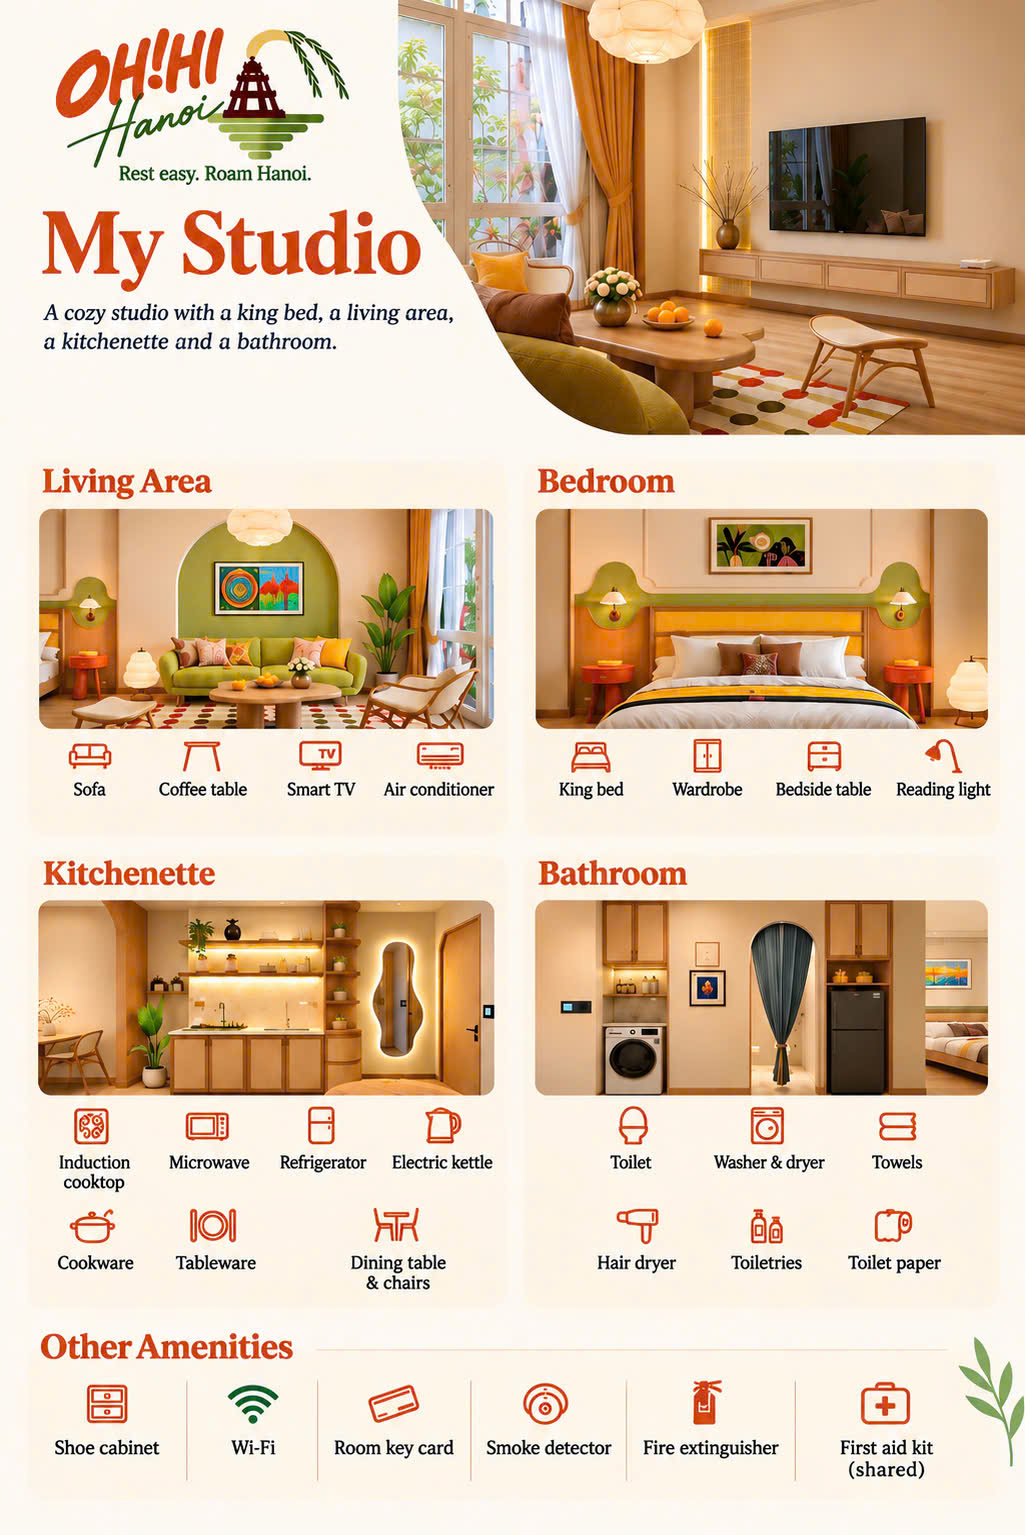 OH!HI
Hanoi
Rest easy. Roam Hanoi.
My Studio
A cozy studio with a king bed, a living area,
a kitchenette and a bathroom.
Living Area
Sofa
Coffee table
TV
Smart TV
Air conditioner
Bedroom
King bed
Wardrobe
Bedside table
Reading light
Kitchenette
Induction
cooktop
Microwave
Refrigerator
Electric kettle
Cookware
Tableware
Dining table
& chairs
Bathroom
Toilet
Washer & dryer
Towels
Hair dryer
Toiletries
Toilet paper
Other Amenities
Shoe cabinet
Wi-Fi
Room key card
Smoke detector
Fire extinguisher
First aid kit
(shared)